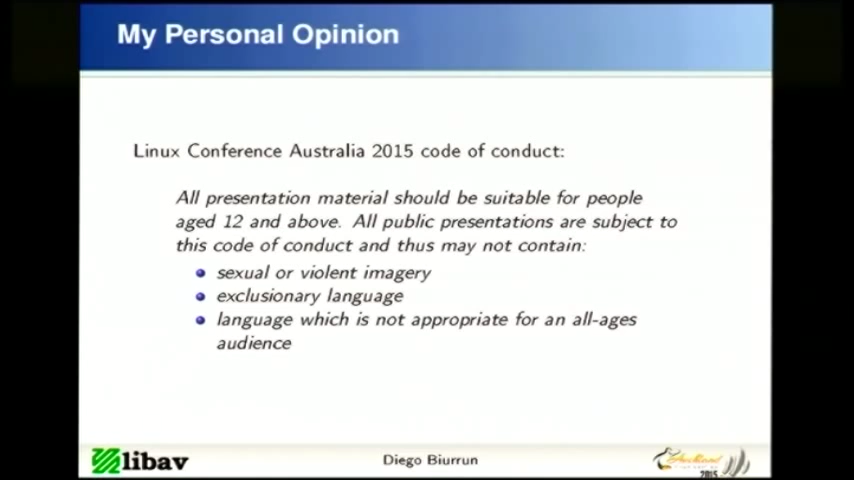 My Personal Opinion
Linux Conference Australia 2015 code of conduct:
All presentation material should be suitable for people
aged 12 and above. All public presentations are subject to
this code of conduct and thus may not contain:
sexual or violent imagery
exclusionary language
language which is not appropriate for an all-ages
audience
libav
Diego Biurrun
Auckland
2015